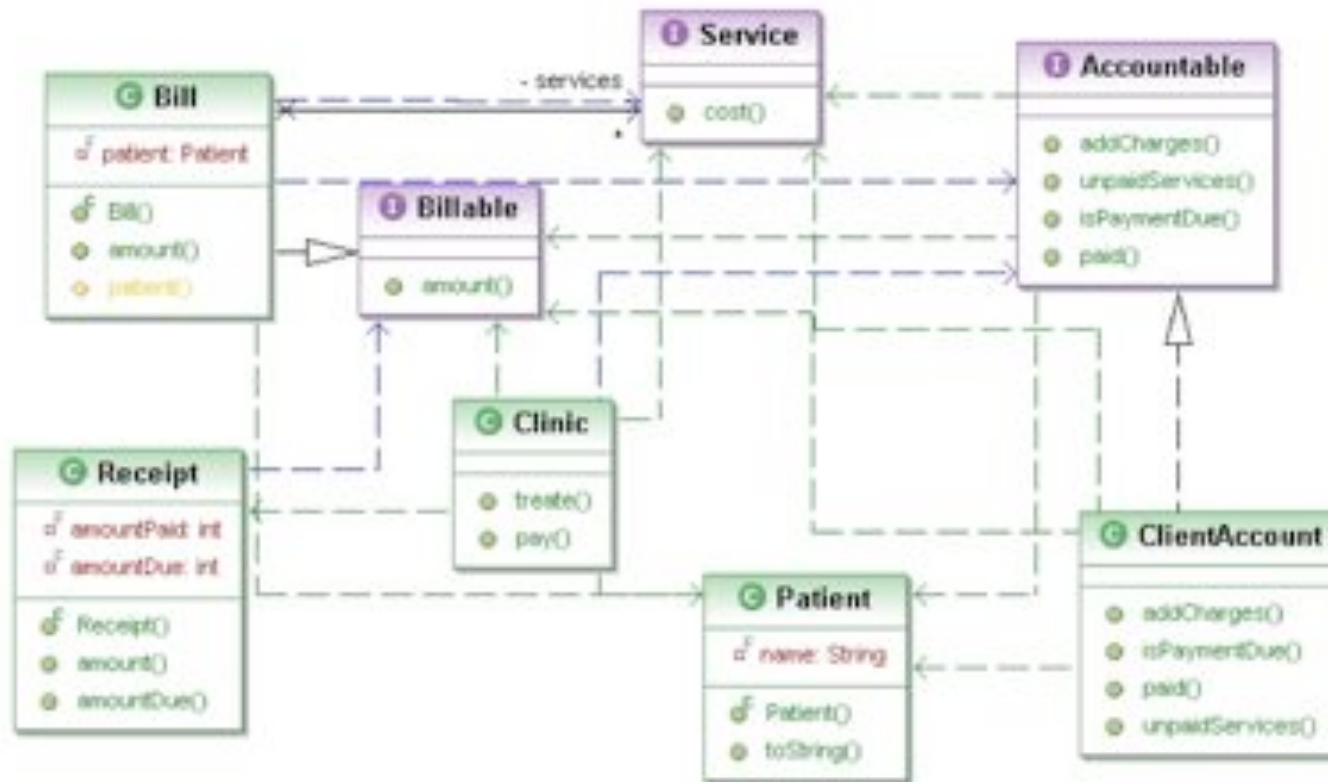 Service
cost()
- services
*
Accountable
addCharges()
unpaidServices()
isPaymentDue()
paid()
Bill
patient: Patient
Bill()
amount()
patient()
Billable
amount()
Clinic
treate()
pay()
Receipt
amountPaid: int
amountDue: int
Receipt()
amount()
amountDue()
Patient
name: String
Patient()
toString()
ClientAccount
addCharges()
isPaymentDue()
paid()
unpaidServices()